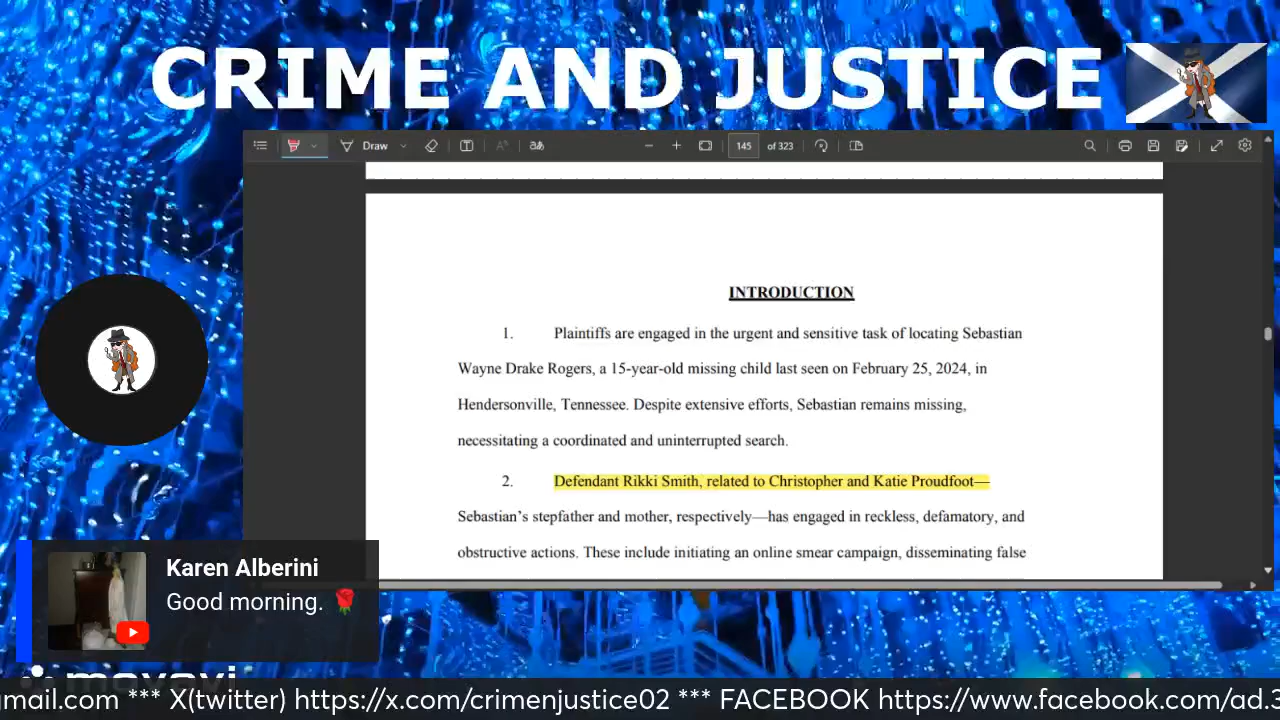 CRIME AND JUSTICE
Draw
145 of 323
INTRODUCTION
1. Plaintiffs are engaged in the urgent and sensitive task of locating Sebastian
Wayne Drake Rogers, a 15-year-old missing child last seen on February 25, 2024, in
Hendersonville, Tennessee. Despite extensive efforts, Sebastian remains missing,
necessitating a coordinated and uninterrupted search.
2. Defendant Rikki Smith, related to Christopher and Katie Proudfoot—
Sebastian’s stepfather and mother, respectively—has engaged in reckless, defamatory, and
obstructive actions. These include initiating an online smear campaign, disseminating false
Karen Alberini
Good morning. 🌹
movavi
gmail.com *** X(twitter) https://x.com/crimenjustice02 *** FACEBOOK https://www.facebook.com/ad.3